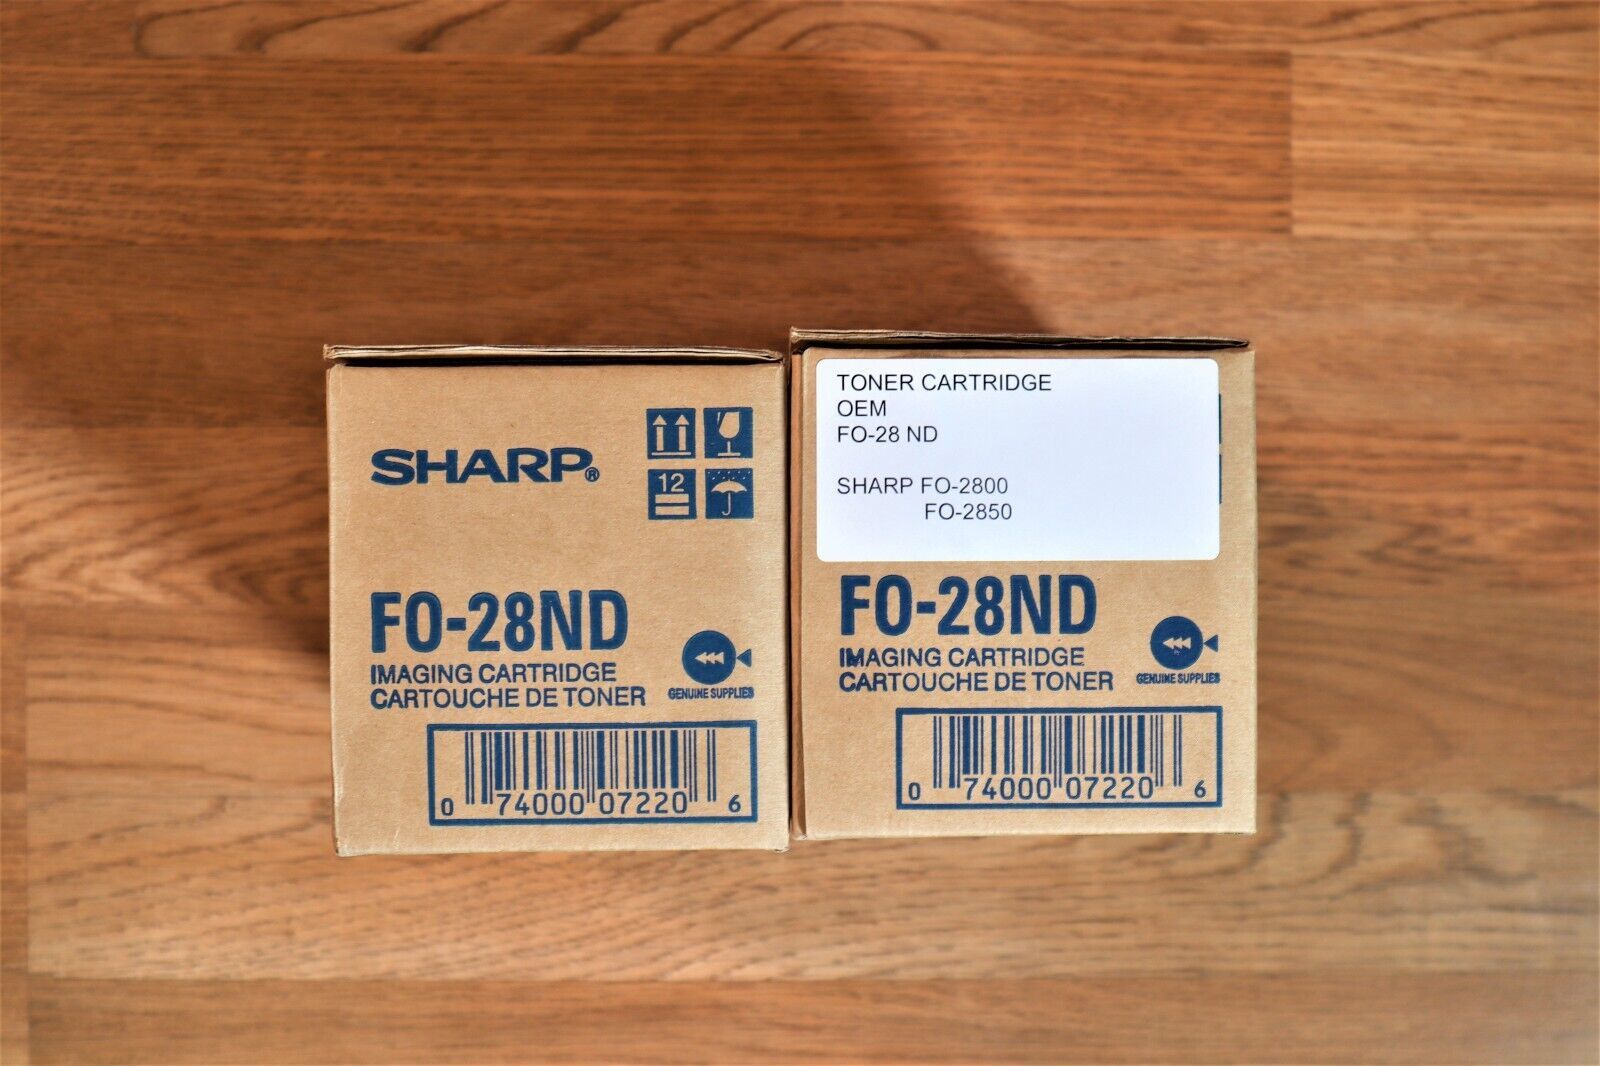 SHARP®
12
FO-28ND
IMAGING CARTRIDGE
CARTOUCHE DE TONER
GENUINE SUPPLIES
0 74000 07220 6
TONER CARTRIDGE
OEM
FO-28 ND
SHARP FO-2800
FO-2850
FO-28ND
IMAGING CARTRIDGE
CARTOUCHE DE TONER
GENUINE SUPPLIES
0 74000 07220 6